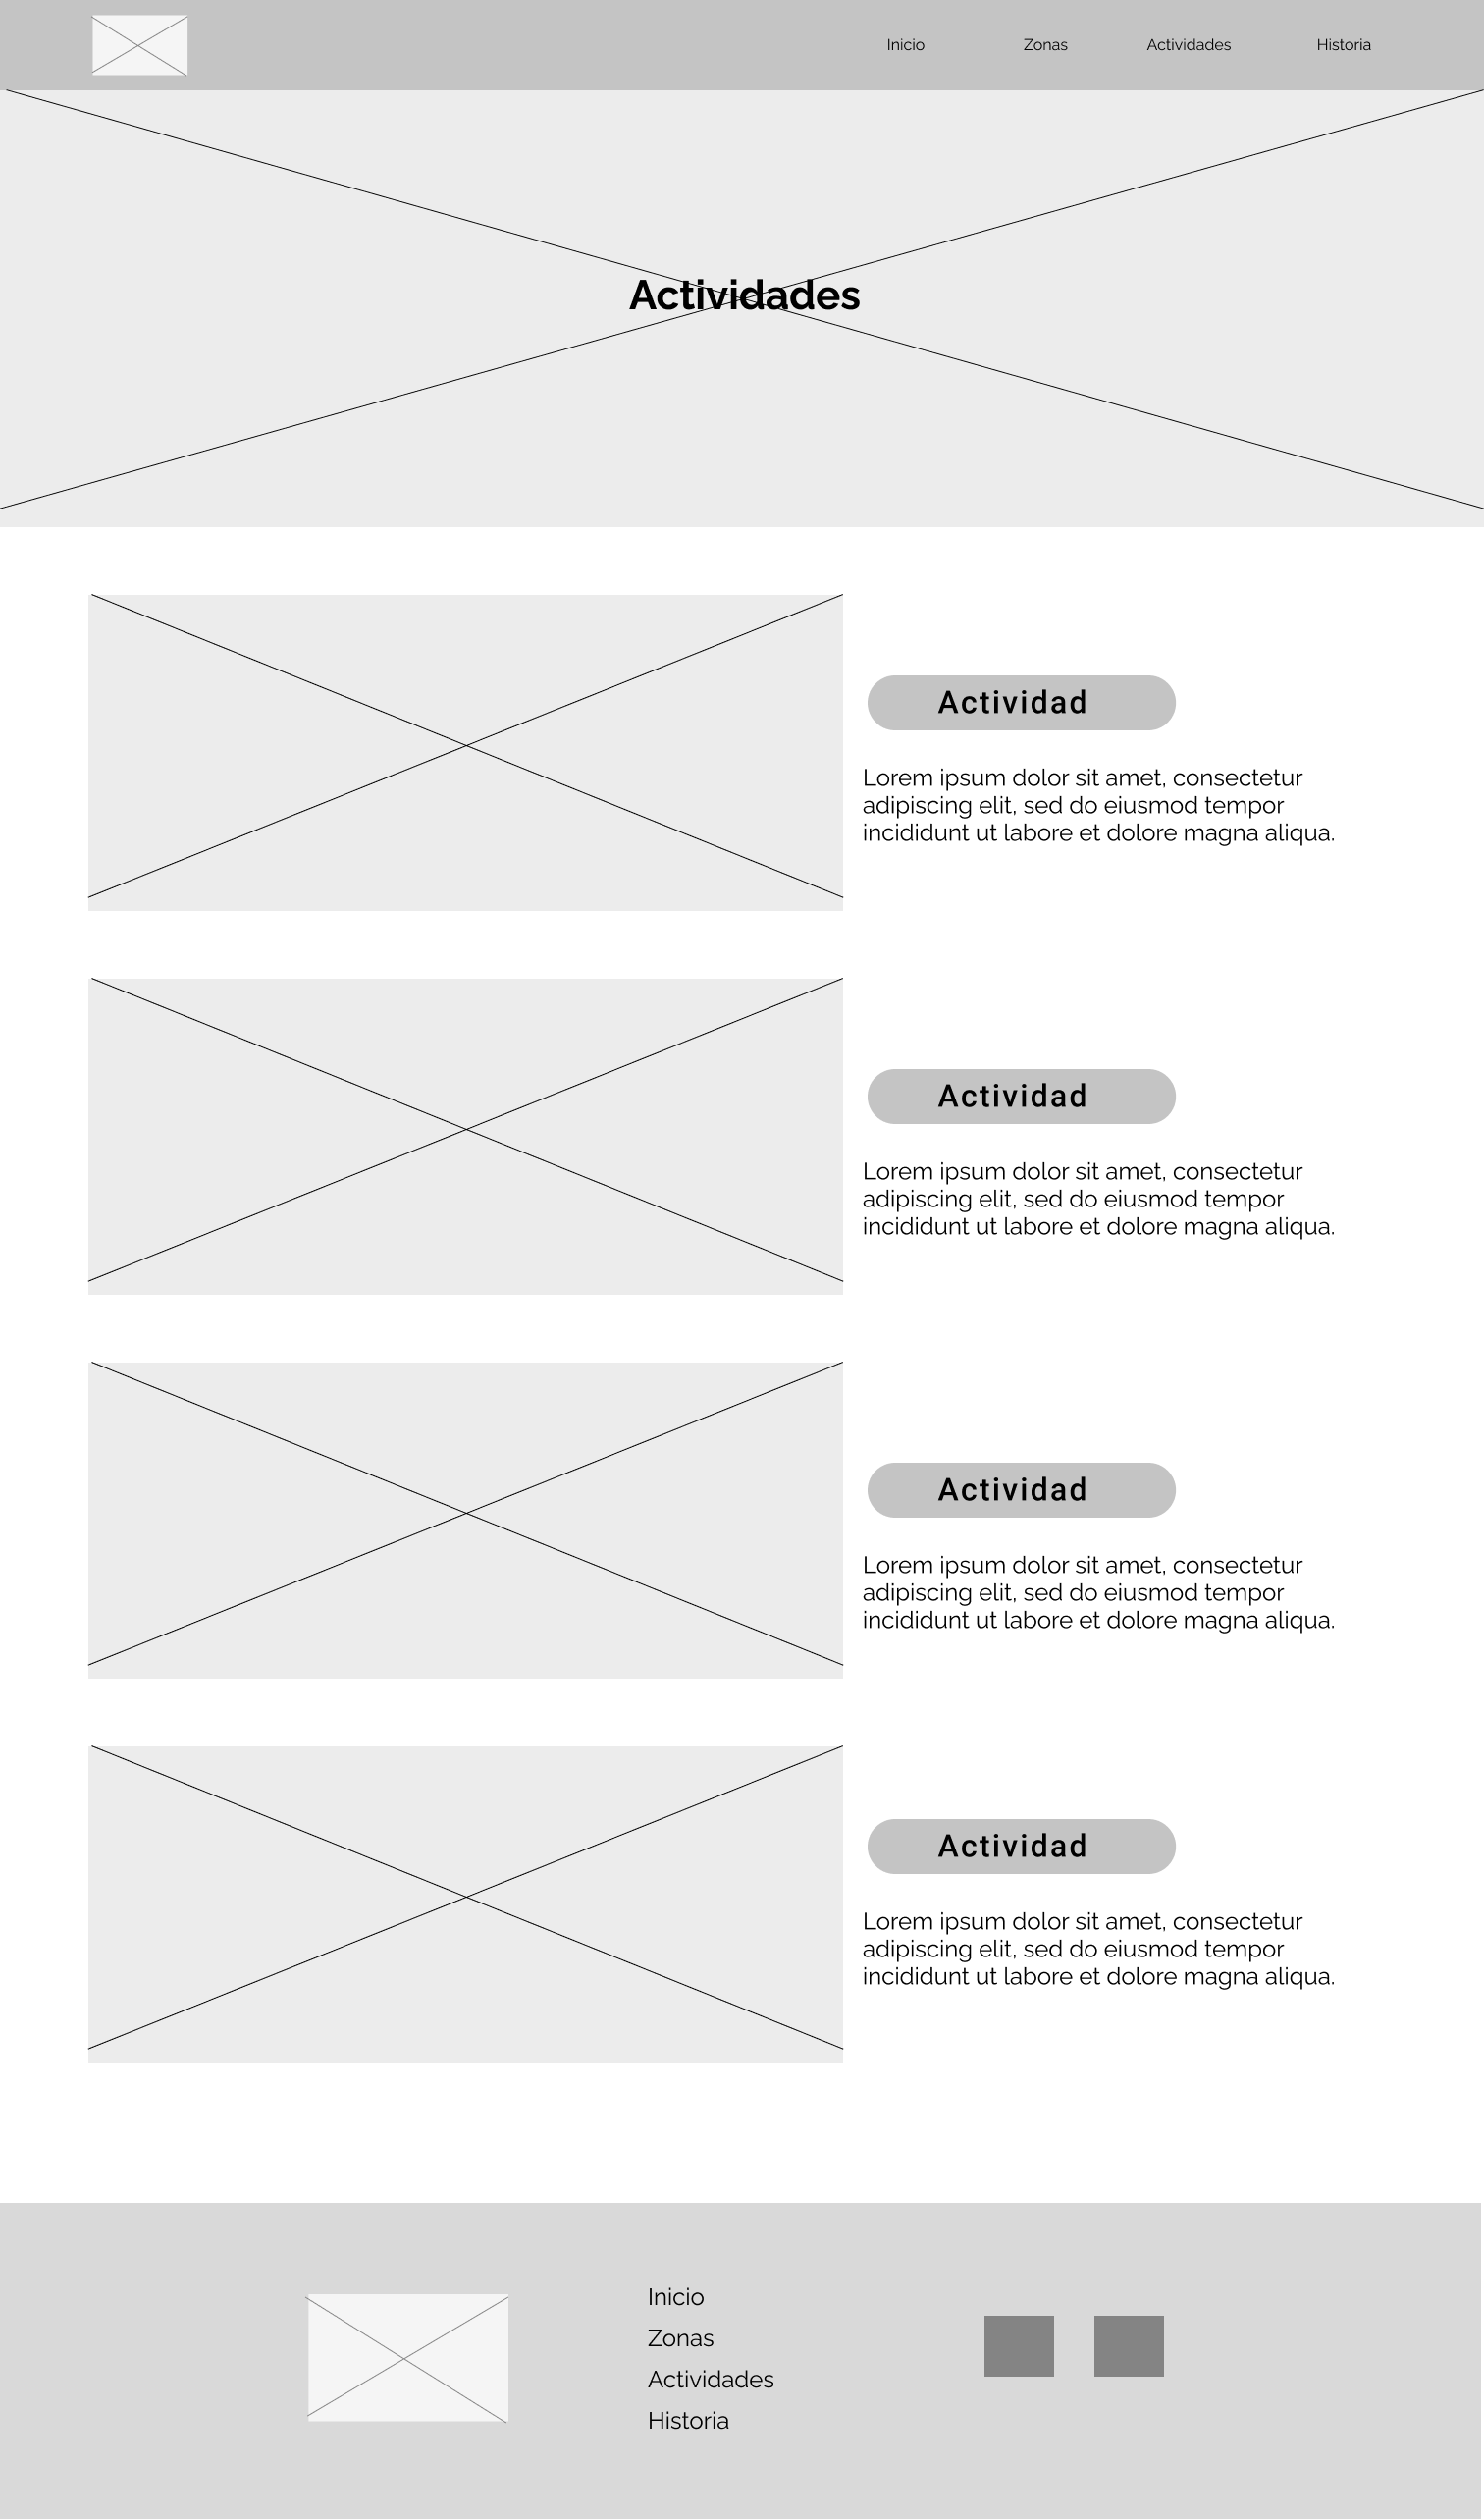 Inicio
Zonas
Actividades
Historia
Actividades
Actividad
Lorem ipsum dolor sit amet, consectetur
adipiscing elit, sed do eiusmod tempor
incididunt ut labore et dolore magna aliqua.
Actividad
Lorem ipsum dolor sit amet, consectetur
adipiscing elit, sed do eiusmod tempor
incididunt ut labore et dolore magna aliqua.
Actividad
Lorem ipsum dolor sit amet, consectetur
adipiscing elit, sed do eiusmod tempor
incididunt ut labore et dolore magna aliqua.
Actividad
Lorem ipsum dolor sit amet, consectetur
adipiscing elit, sed do eiusmod tempor
incididunt ut labore et dolore magna aliqua.
Inicio
Zonas
Actividades
Historia